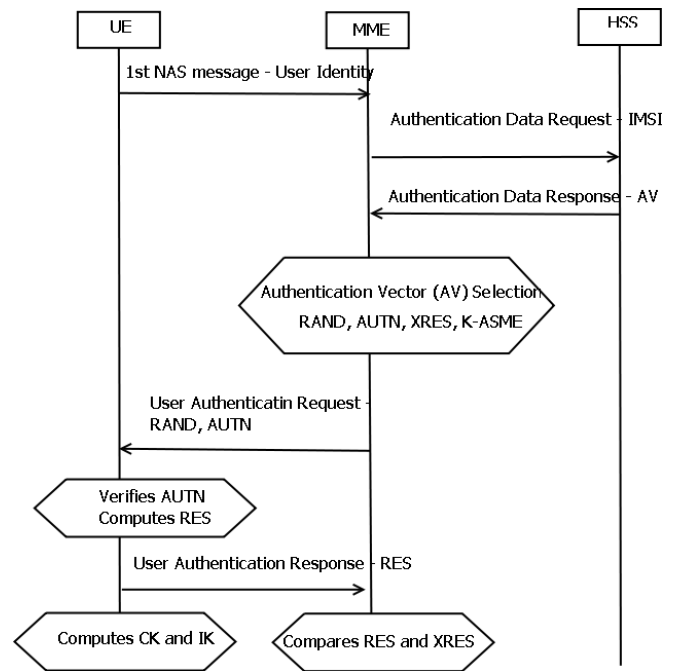 UE
MME
HSS
1st NAS message - User Identity
Authentication Data Request - IMSI
Authentication Data Response - AV
Authentication Vector (AV) Selection
RAND, AUTN, XRES, K-ASME
User Authenticatin Request -
RAND, AUTN
Verifies AUTN
Computes RES
User Authentication Response - RES
Computes CK and IK
Compares RES and XRES